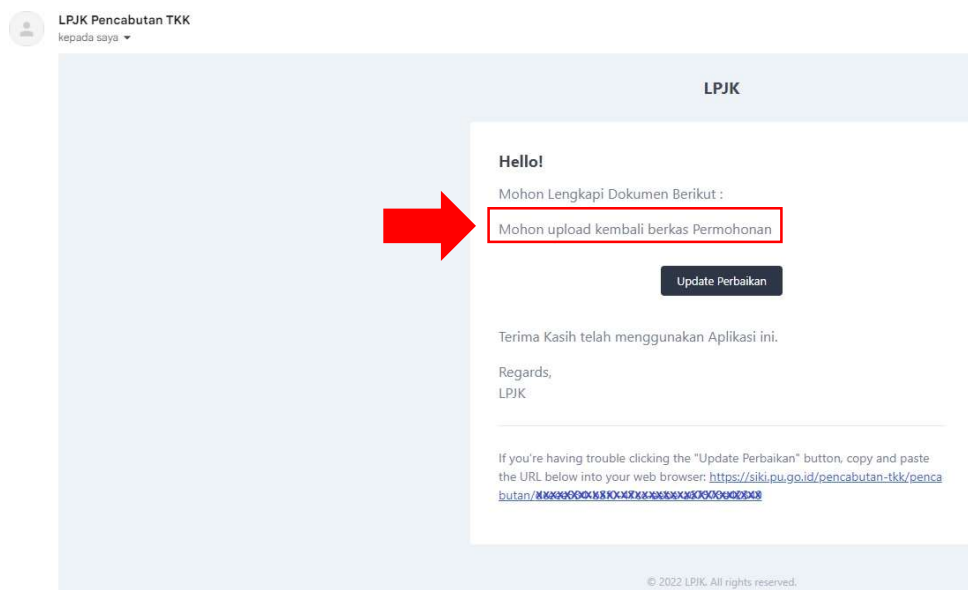 LPJK Pencabutan TKK
kepada saya
LPJK
Hello!
Mohon Lengkapi Dokumen Berikut :
Mohon upload kembali berkas Permohonan
Update Perbaikan
Terima Kasih telah menggunakan Aplikasi ini.
Regards,
LPJK
If you're having trouble clicking the "Update Perbaikan" button, copy and paste
the URL below into your web browser: https://siki.pu.go.id/pencabutan-tkk/penca
butan/
© 2022 LPJK. All rights reserved.